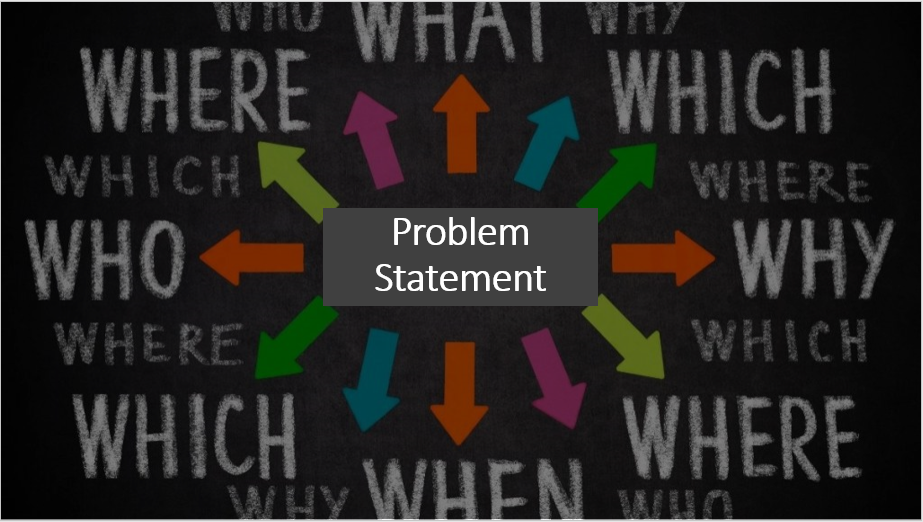 WHO WHAT WHY
WHERE WHICH
WHICH WHERE
WHO Problem WHY
Statement
WHERE WHICH
WHICH WHERE
WHY WHEN WHO